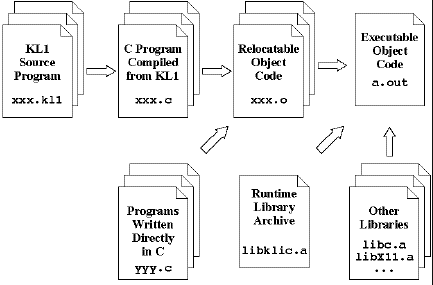 KL1
Source
Program
xxx.kl1
C Program
Compiled
from KL1
xxx.c
Relocatable
Object
Code
xxx.o
Executable
Object
Code
a.out
Programs
Written
Directly
in C
yyy.c
Runtime
Library
Archive
libklic.a
Other
Libraries
libc.a
libX11.a
...